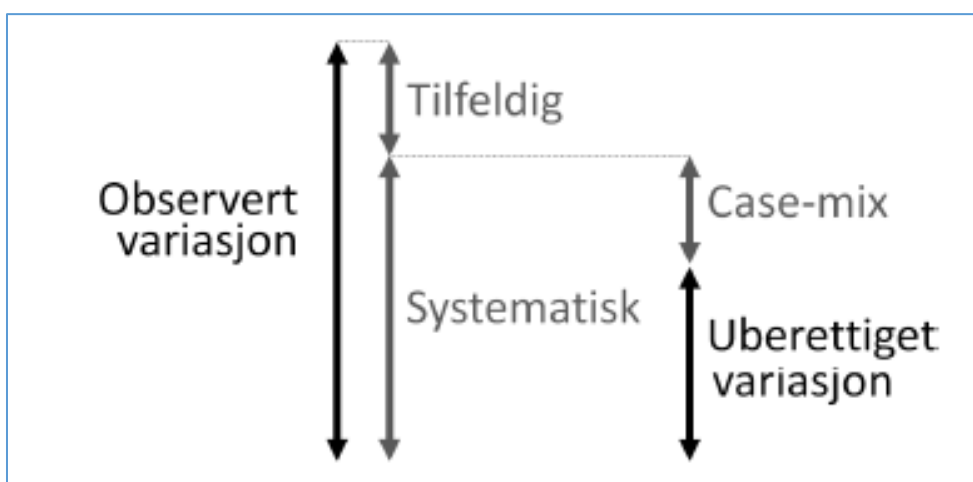 Tilfeldig
Observert
variasjon
Case-mix
Systematisk
Uberettiget
variasjon